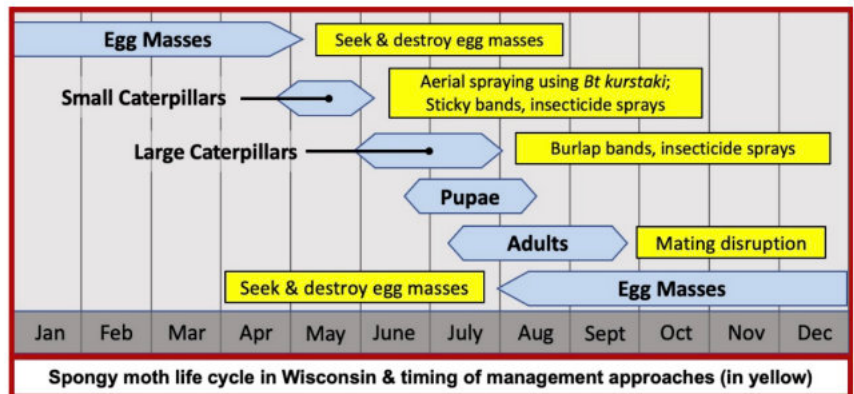 Egg Masses
Seek & destroy egg masses
Small Caterpillars
Aerial spraying using Bt kurstaki;
Sticky bands, insecticide sprays
Large Caterpillars
Burlap bands, insecticide sprays
Pupae
Adults
Mating disruption
Seek & destroy egg masses
Egg Masses
Jan Feb Mar Apr May June July Aug Sept Oct Nov Dec
Spongy moth life cycle in Wisconsin & timing of management approaches (in yellow)